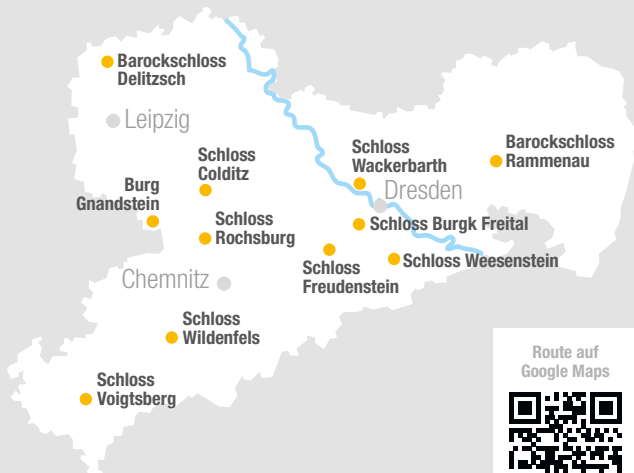 Barockschloss
Delitzsch
Leipzig
Schloss
Colditz
Burg
Gnandstein
Schloss
Rochsburg
Schloss
Wackerbarth
Dresden
Barockschloss
Rammenau
Schloss Burgk Freital
Schloss Weesenstein
Schloss
Freudenstein
Chemnitz
Schloss
Wildenfels
Schloss
Voigtsberg
Route auf
Google Maps